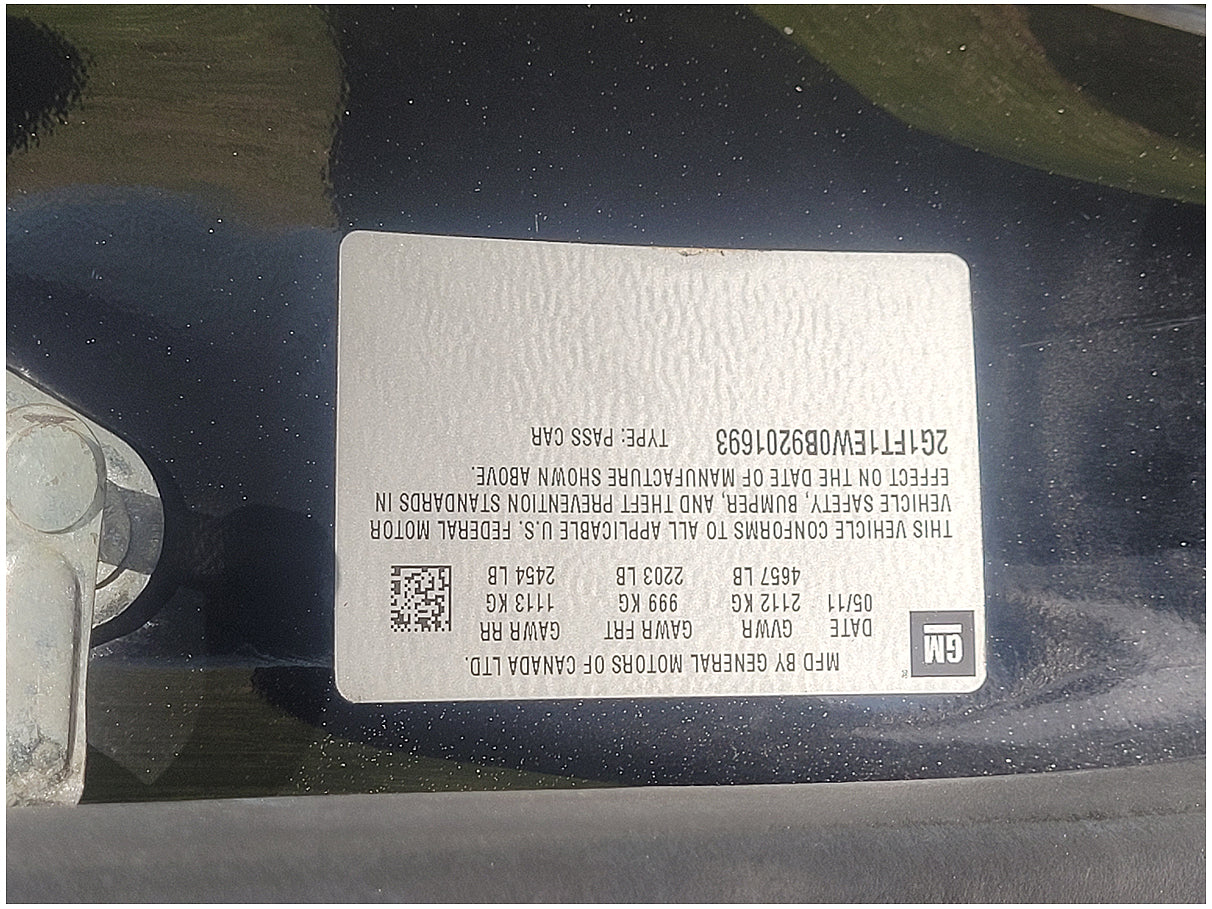 GM ®
MFD BY GENERAL MOTORS OF CANADA LTD.
DATE GVWR GAWR FRT GAWR RR
05/11 2112 KG 999 KG 1113 KG
4657 LB 2203 LB 2454 LB
THIS VEHICLE CONFORMS TO ALL APPLICABLE U.S. FEDERAL MOTOR
VEHICLE SAFETY, BUMPER, AND THEFT PREVENTION STANDARDS IN
EFFECT ON THE DATE OF MANUFACTURE SHOWN ABOVE.
2G1FT1EW0B9201693 TYPE: PASS CAR